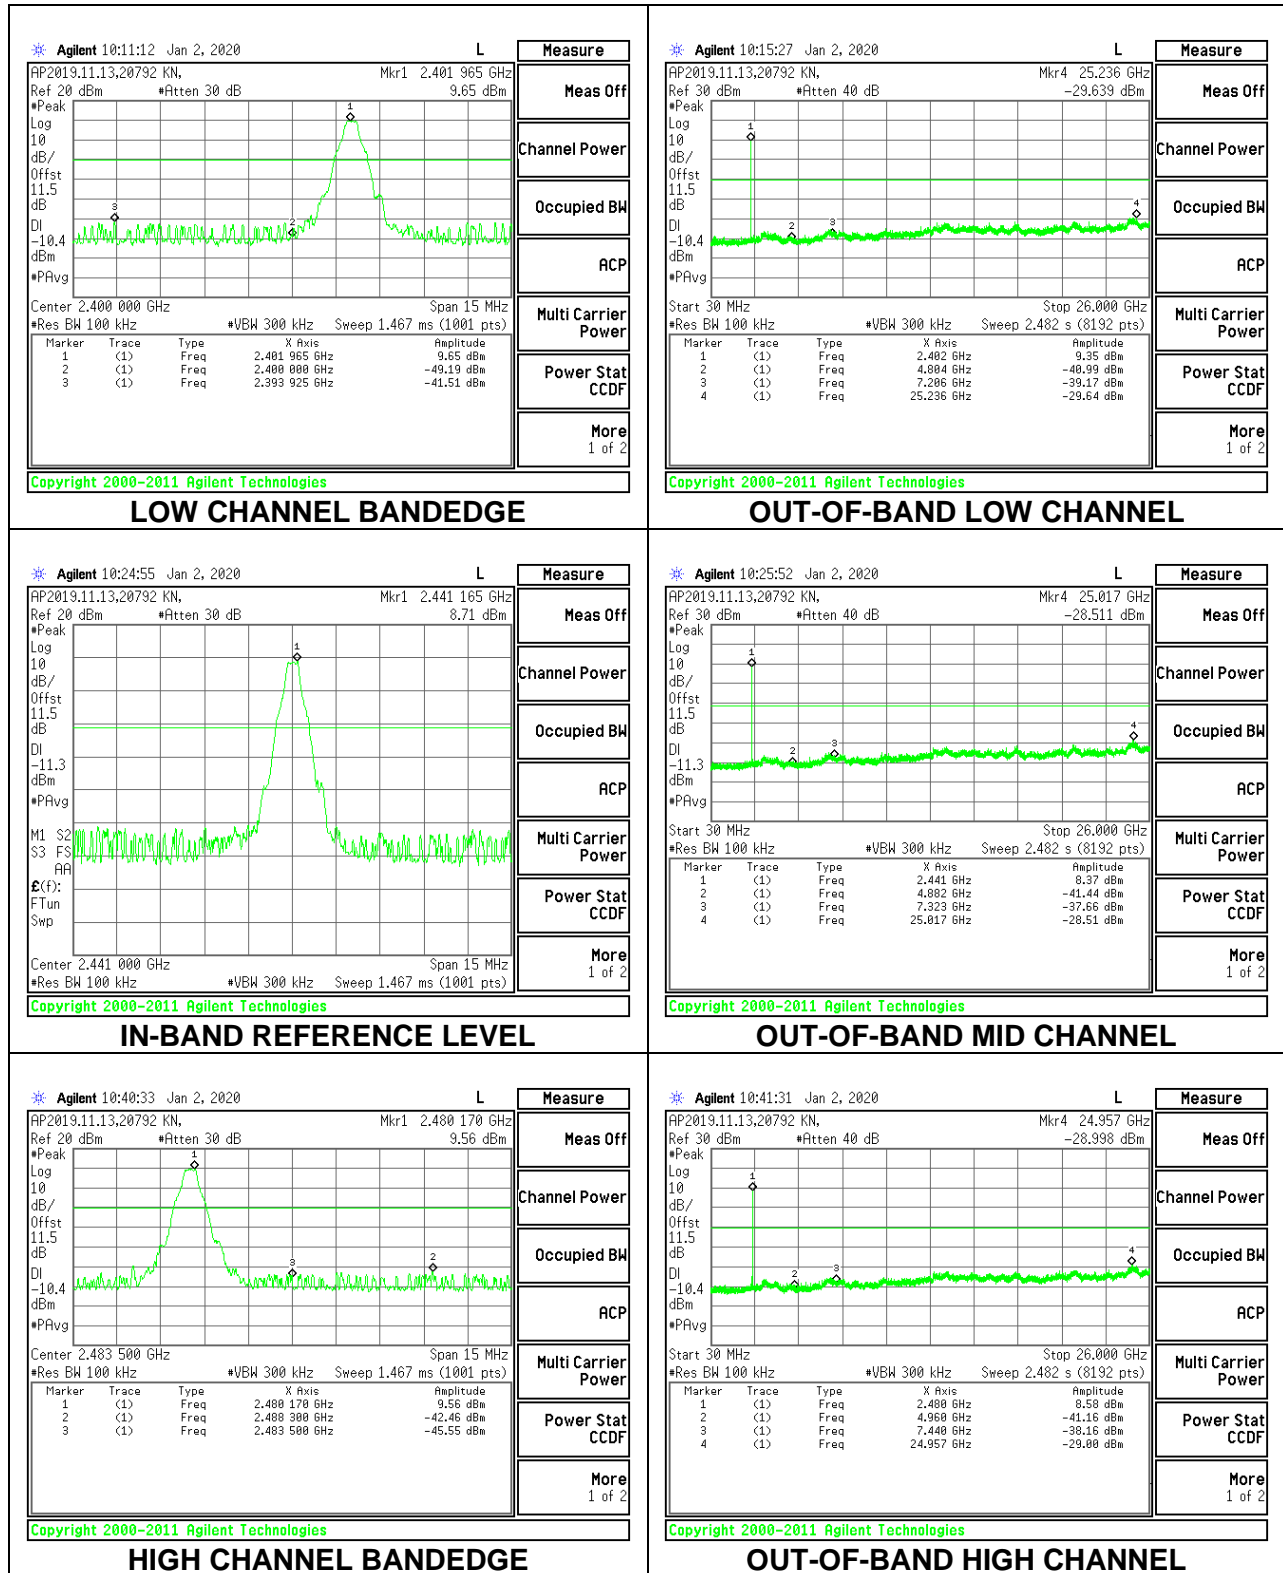 Agilent 10:11:12 Jan 2, 2020 L Measure
AP2019.11.13,20792 KN, Mkr1 2.401 965 GHz
Ref 20 dBm #Atten 30 dB 9.65 dBm
Meas Off
#Peak
Log
10
dB/
Offst
11.5
dB
DI
-10.4
dBm
#PAvg
1
2
3
Channel Power
Occupied BW
ACP
Multi Carrier
Power
Power Stat
CCDF
More
1 of 2
Center 2.400 000 GHz Span 15 MHz
#Res BW 100 kHz #VBW 300 kHz Sweep 1.467 ms (1001 pts)
Marker Trace Type X Axis Amplitude
1 (1) Freq 2.401 965 GHz 9.65 dBm
2 (1) Freq 2.400 000 GHz -49.19 dBm
3 (1) Freq 2.393 925 GHz -41.51 dBm
Copyright 2000-2011 Agilent Technologies
LOW CHANNEL BANDEDGE
Agilent 10:15:27 Jan 2, 2020 L Measure
AP2019.11.13,20792 KN, Mkr4 25.236 GHz
Ref 30 dBm #Atten 40 dB -29.639 dBm
Meas Off
#Peak
Log
10
dB/
Offst
11.5
dB
DI
-10.4
dBm
#PAvg
1
2
3
4
Channel Power
Occupied BW
ACP
Multi Carrier
Power
Power Stat
CCDF
More
1 of 2
Start 30 MHz Stop 26.000 GHz
#Res BW 100 kHz #VBW 300 kHz Sweep 2.482 s (8192 pts)
Marker Trace Type X Axis Amplitude
1 (1) Freq 2.402 GHz 9.35 dBm
2 (1) Freq 4.804 GHz -40.99 dBm
3 (1) Freq 7.206 GHz -39.17 dBm
4 (1) Freq 25.236 GHz -29.64 dBm
Copyright 2000-2011 Agilent Technologies
OUT-OF-BAND LOW CHANNEL
Agilent 10:24:55 Jan 2, 2020 L Measure
AP2019.11.13,20792 KN, Mkr1 2.441 165 GHz
Ref 20 dBm #Atten 30 dB 8.71 dBm
Meas Off
#Peak
Log
10
dB/
Offst
11.5
dB
DI
-11.3
dBm
#PAvg
M1 S2
S3 FS
AA
£(f):
FTun
Swp
1
Channel Power
Occupied BW
ACP
Multi Carrier
Power
Power Stat
CCDF
More
1 of 2
Center 2.441 000 GHz Span 15 MHz
#Res BW 100 kHz #VBW 300 kHz Sweep 1.467 ms (1001 pts)
Copyright 2000-2011 Agilent Technologies
IN-BAND REFERENCE LEVEL
Agilent 10:25:52 Jan 2, 2020 L Measure
AP2019.11.13,20792 KN, Mkr4 25.017 GHz
Ref 30 dBm #Atten 40 dB -28.511 dBm
Meas Off
#Peak
Log
10
dB/
Offst
11.5
dB
DI
-11.3
dBm
#PAvg
1
2
3
4
Channel Power
Occupied BW
ACP
Multi Carrier
Power
Power Stat
CCDF
More
1 of 2
Start 30 MHz Stop 26.000 GHz
#Res BW 100 kHz #VBW 300 kHz Sweep 2.482 s (8192 pts)
Marker Trace Type X Axis Amplitude
1 (1) Freq 2.441 GHz 8.37 dBm
2 (1) Freq 4.882 GHz -41.44 dBm
3 (1) Freq 7.323 GHz -37.66 dBm
4 (1) Freq 25.017 GHz -28.51 dBm
Copyright 2000-2011 Agilent Technologies
OUT-OF-BAND MID CHANNEL
Agilent 10:40:33 Jan 2, 2020 L Measure
AP2019.11.13,20792 KN, Mkr1 2.480 170 GHz
Ref 20 dBm #Atten 30 dB 9.56 dBm
Meas Off
#Peak
Log
10
dB/
Offst
11.5
dB
DI
-10.4
dBm
#PAvg
1
3
2
Channel Power
Occupied BW
ACP
Multi Carrier
Power
Power Stat
CCDF
More
1 of 2
Center 2.483 500 GHz Span 15 MHz
#Res BW 100 kHz #VBW 300 kHz Sweep 1.467 ms (1001 pts)
Marker Trace Type X Axis Amplitude
1 (1) Freq 2.480 170 GHz 9.56 dBm
2 (1) Freq 2.488 300 GHz -42.46 dBm
3 (1) Freq 2.483 500 GHz -45.55 dBm
Copyright 2000-2011 Agilent Technologies
HIGH CHANNEL BANDEDGE
Agilent 10:41:31 Jan 2, 2020 L Measure
AP2019.11.13,20792 KN, Mkr4 24.957 GHz
Ref 30 dBm #Atten 40 dB -28.998 dBm
Meas Off
#Peak
Log
10
dB/
Offst
11.5
dB
DI
-10.4
dBm
#PAvg
1
2
3
4
Channel Power
Occupied BW
ACP
Multi Carrier
Power
Power Stat
CCDF
More
1 of 2
Start 30 MHz Stop 26.000 GHz
#Res BW 100 kHz #VBW 300 kHz Sweep 2.482 s (8192 pts)
Marker Trace Type X Axis Amplitude
1 (1) Freq 2.480 GHz 8.58 dBm
2 (1) Freq 4.960 GHz -41.16 dBm
3 (1) Freq 7.440 GHz -38.16 dBm
4 (1) Freq 24.957 GHz -29.00 dBm
Copyright 2000-2011 Agilent Technologies
OUT-OF-BAND HIGH CHANNEL